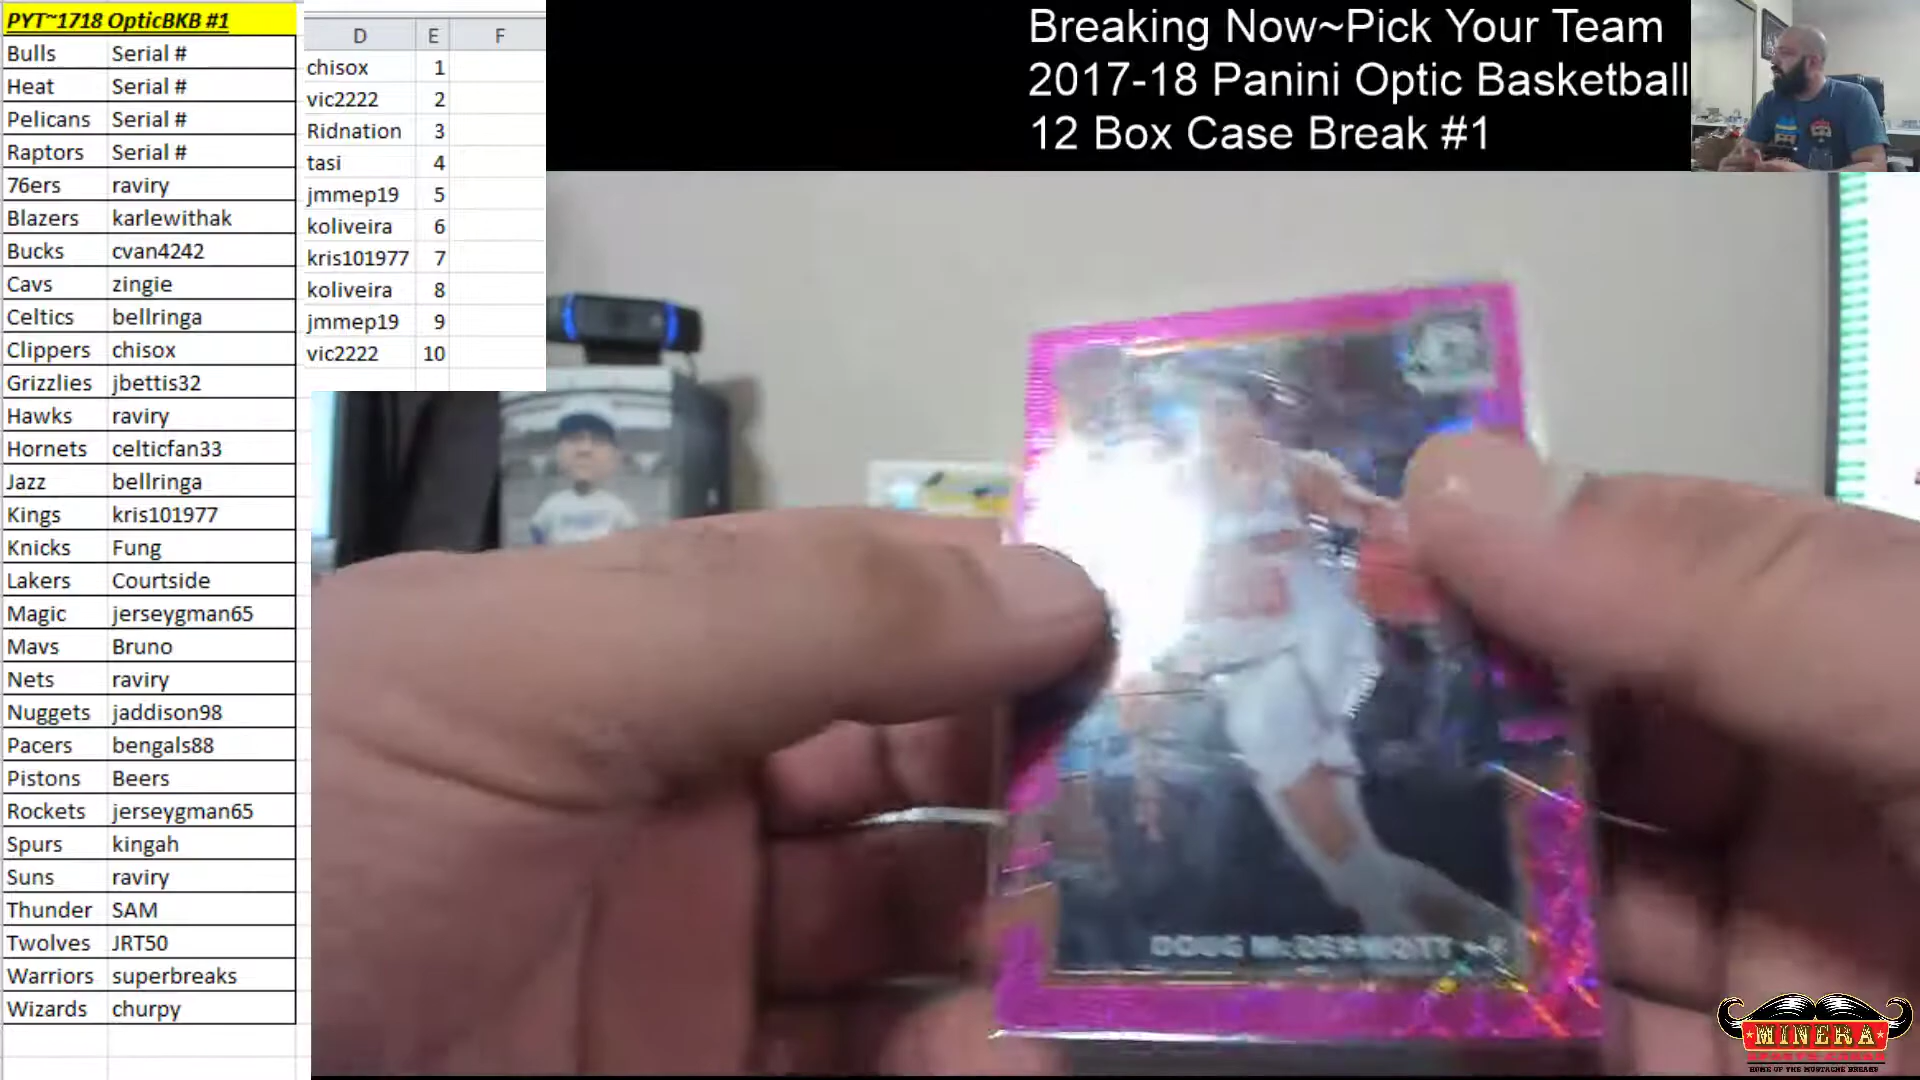 PYT~1718 OpticBKB #1
Bulls Serial #
Heat Serial #
Pelicans Serial #
Raptors Serial #
76ers raviry
Blazers karlewithak
Bucks cvan4242
Cavs zingie
Celtics bellringa
Clippers chisox
Grizzlies jbettis32
Hawks raviry
Hornets celticfan33
Jazz bellringa
Kings kris101977
Knicks Fung
Lakers Courtside
Magic jerseygman65
Mavs Bruno
Nets raviry
Nuggets jaddison98
Pacers bengals88
Pistons Beers
Rockets jerseygman65
Spurs kingah
Suns raviry
Thunder SAM
Twolves JRT50
Warriors superbreaks
Wizards churpy
D E F
chisox 1
vic2222 2
Ridnation 3
tasi 4
jmmep19 5
koliveira 6
kris101977 7
koliveira 8
jmmep19 9
vic2222 10
Breaking Now~Pick Your Team
2017-18 Panini Optic Basketball
12 Box Case Break #1
DOUG McDERMOTT
MINERA
HOME OF THE MUSTACHE BREAKS